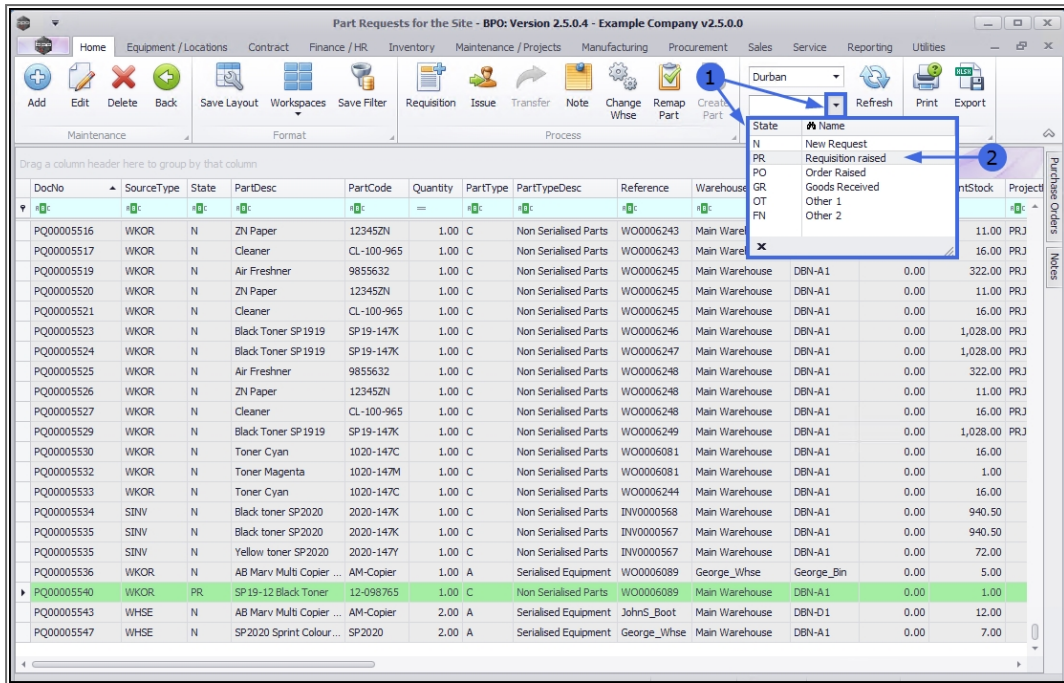 Part Requests for the Site - BPO: Version 2.5.0.4 - Example Company v2.5.0.0
Home Equipment / Locations Contract Finance / HR Inventory Maintenance / Projects Manufacturing Procurement Sales Service Reporting Utilities
Add Edit Delete Back Save Layout Workspaces Save Filter Requisition Issue Transfer Note Change Whse Remap Part Create Part Durban Refresh Print Export
Maintenance Format Process
1
State Name
N New Request
PR Requisition raised
2
PO Order Raised
GR Goods Received
OT Other 1
FN Other 2
Drag a column header here to group by that column
DocNo SourceType State PartDesc PartCode Quantity PartType PartTypeDesc Reference Warehouse ntStock
PQ00005516 WKOR N ZN Paper 12345ZN 1.00 C Non Serialised Parts WO0006243 11.00 PRJ
PQ00005517 WKOR N Cleaner CL-100-965 1.00 C Non Serialised Parts WO0006243 16.00 PRJ
PQ00005519 WKOR N Air Freshner 9855632 1.00 C Non Serialised Parts WO0006245 Main Warehouse DBN-A1 0.00 322.00 PRJ
PQ00005520 WKOR N ZN Paper 12345ZN 1.00 C Non Serialised Parts WO0006245 Main Warehouse DBN-A1 0.00 11.00 PRJ
PQ00005521 WKOR N Cleaner CL-100-965 1.00 C Non Serialised Parts WO0006245 Main Warehouse DBN-A1 0.00 16.00 PRJ
PQ00005523 WKOR N Black Toner SP1919 SP19-147K 1.00 C Non Serialised Parts WO0006246 Main Warehouse DBN-A1 0.00 1,028.00 PRJ
PQ00005524 WKOR N Black Toner SP1919 SP19-147K 1.00 C Non Serialised Parts WO0006247 Main Warehouse DBN-A1 0.00 1,028.00 PRJ
PQ00005525 WKOR N Air Freshner 9855632 1.00 C Non Serialised Parts WO0006248 Main Warehouse DBN-A1 0.00 322.00 PRJ
PQ00005526 WKOR N ZN Paper 12345ZN 1.00 C Non Serialised Parts WO0006248 Main Warehouse DBN-A1 0.00 11.00 PRJ
PQ00005527 WKOR N Cleaner CL-100-965 1.00 C Non Serialised Parts WO0006248 Main Warehouse DBN-A1 0.00 16.00 PRJ
PQ00005529 WKOR N Black Toner SP1919 SP19-147K 1.00 C Non Serialised Parts WO0006249 Main Warehouse DBN-A1 0.00 1,028.00 PRJ
PQ00005530 WKOR N Toner Cyan 1020-147C 1.00 C Non Serialised Parts WO0006081 Main Warehouse DBN-A1 0.00 16.00
PQ00005532 WKOR N Toner Magenta 1020-147M 1.00 C Non Serialised Parts WO0006081 Main Warehouse DBN-A1 0.00 1.00
PQ00005533 WKOR N Toner Cyan 1020-147C 1.00 C Non Serialised Parts WO0006244 Main Warehouse DBN-A1 0.00 16.00
PQ00005534 SINV N Black toner SP2020 2020-147K 1.00 C Non Serialised Parts INV0000568 Main Warehouse DBN-A1 0.00 940.50
PQ00005535 SINV N Black toner SP2020 2020-147K 1.00 C Non Serialised Parts INV0000567 Main Warehouse DBN-A1 0.00 940.50
PQ00005535 SINV N Yellow toner SP2020 2020-147Y 1.00 C Non Serialised Parts INV0000567 Main Warehouse DBN-A1 0.00 72.00
PQ00005536 WKOR N AB Marv Multi Copier ... AM-Copier 1.00 A Serialised Equipment WO0006089 George_Whse George_Bin 0.00 5.00
PQ00005540 WKOR PR SP19-12 Black Toner 12-098765 1.00 C Non Serialised Parts WO0006089 Main Warehouse DBN-A1 0.00 1.00
PQ00005543 WHSE N AB Marv Multi Copier ... AM-Copier 2.00 A Serialised Equipment JohnS_Boot Main Warehouse DBN-D1 0.00 12.00
PQ00005547 WHSE N SP2020 Sprint Colour... SP2020 2.00 A Serialised Equipment George_Whse Main Warehouse DBN-A1 0.00 7.00
Purchase Orders
Notes